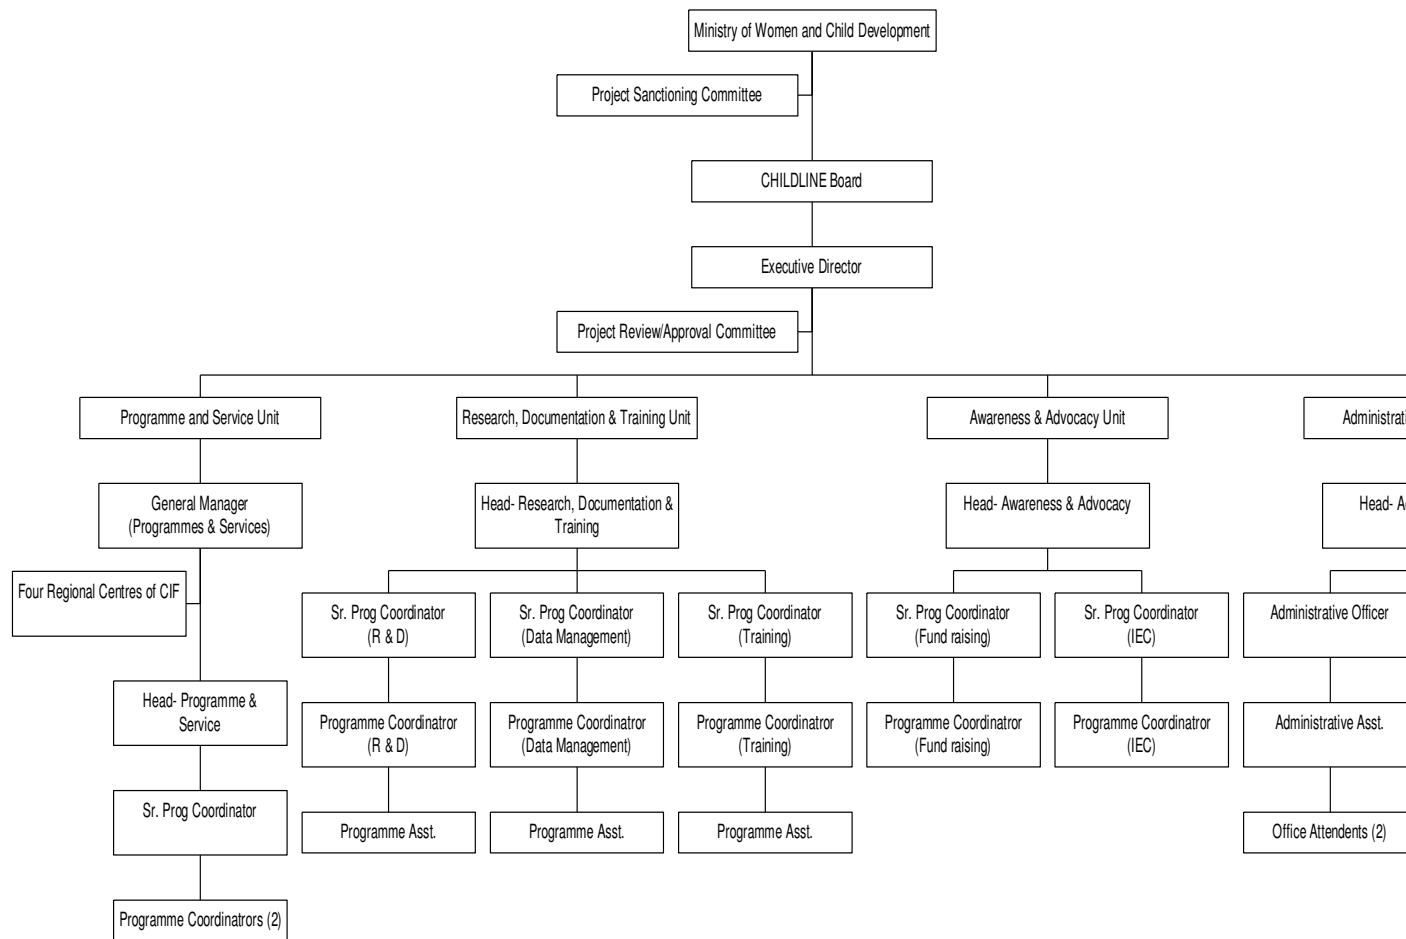 Ministry of Women and Child Development
Project Sanctioning Committee
CHILDLINE Board
Executive Director
Project Review/Approval Committee
Programme and Service Unit
Research, Documentation & Training Unit
Awareness & Advocacy Unit
General Manager
(Programmes & Services)
Head- Research, Documentation &
Training
Head- Awareness & Advocacy
Head-
Four Regional Centres of CIF
Sr. Prog Coordinator
(R & D)
Sr. Prog Coordinator
(Data Management)
Sr. Prog Coordinator
(Training)
Sr. Prog Coordinator
(Fund raising)
Sr. Prog Coordinator
(IEC)
Administrative Officer
Head- Programme &
Service
Programme Coordinatror
(R & D)
Programme Coordinatror
(Data Management)
Programme Coordinatror
(Training)
Programme Coordinatror
(Fund raising)
Programme Coordinatror
(IEC)
Administrative Asst.
Sr. Prog Coordinator
Programme Asst.
Programme Asst.
Programme Asst.
Office Attendents (2)
Programme Coordinatrors (2)